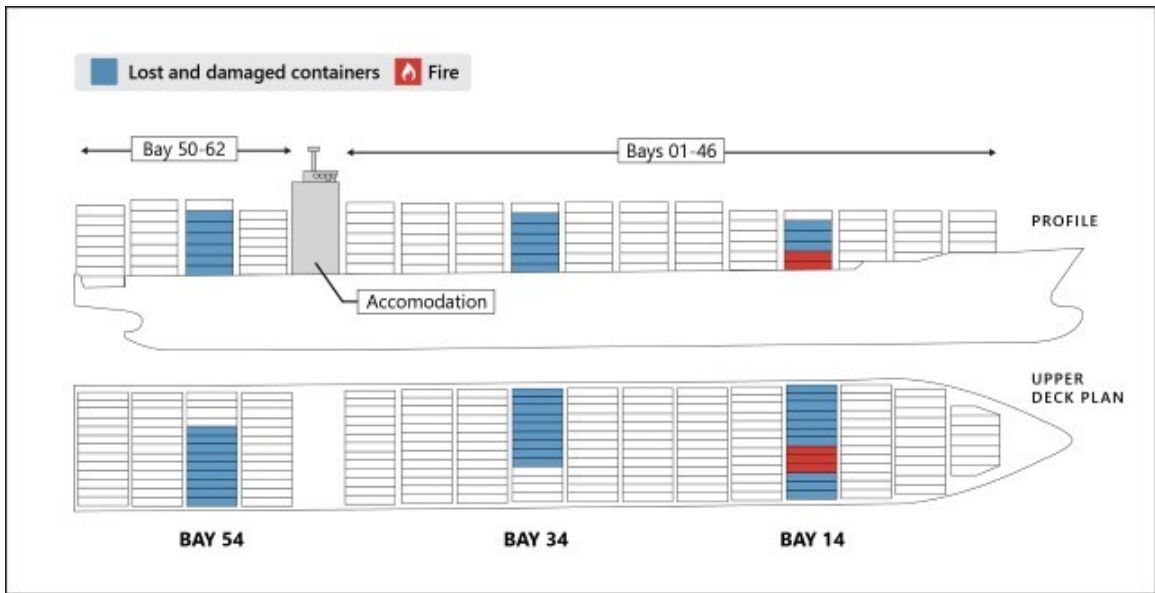 Lost and damaged containers
Fire
Bay 50-62
Bays 01-46
PROFILE
Accomodation
UPPER
DECK PLAN
BAY 54
BAY 34
BAY 14